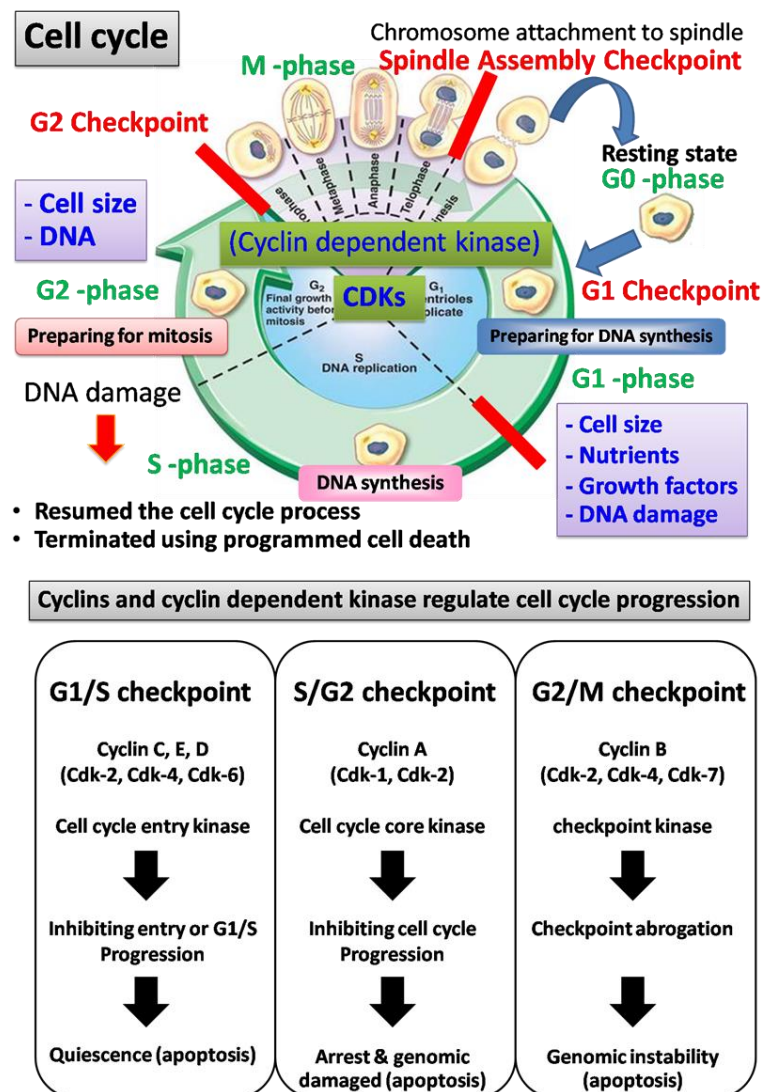 Cell cycle
Chromosome attachment to spindle
Spindle Assembly Checkpoint
M -phase
G2 Checkpoint
Resting state
G0 -phase
- Cell size
- DNA
Metaphase
Anaphase
Telophase
(Cyclin dependent kinase)
CDKs
G2 -phase
G1 Checkpoint
G2
Final growth
mitosis
G1
Preparing for mitosis
Preparing for DNA synthesis
S
DNA replication
G1 -phase
DNA damage
S -phase
DNA synthesis
- Cell size
- Nutrients
- Growth factors
- DNA damage
• Resumed the cell cycle process
• Terminated using programmed cell death
Cyclins and cyclin dependent kinase regulate cell cycle progression
G1/S checkpoint
Cyclin C, E, D
(Cdk-2, Cdk-4, Cdk-6)
Cell cycle entry kinase
Inhibiting entry or G1/S
Progression
Quiescence (apoptosis)
S/G2 checkpoint
Cyclin A
(Cdk-1, Cdk-2)
Cell cycle core kinase
Inhibiting cell cycle
Progression
Arrest & genomic
damaged (apoptosis)
G2/M checkpoint
Cyclin B
(Cdk-2, Cdk-4, Cdk-7)
checkpoint kinase
Checkpoint abrogation
Genomic instability
(apoptosis)